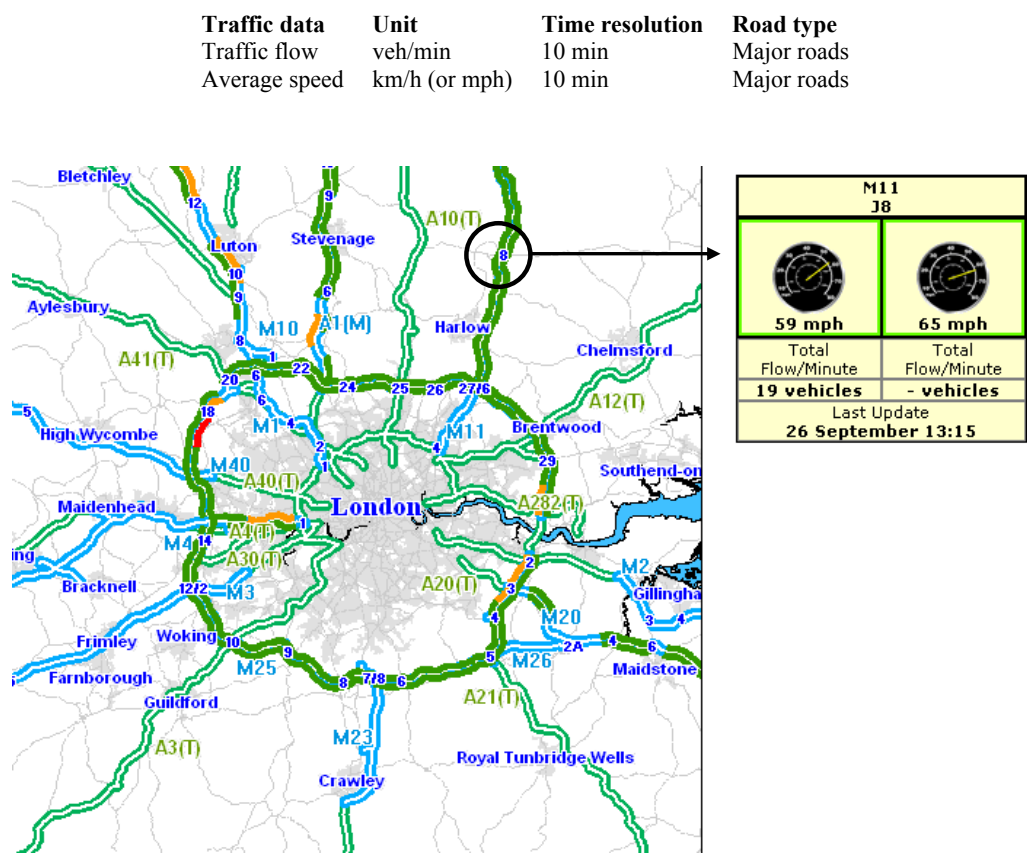 Traffic data Unit Time resolution Road type
Traffic flow veh/min 10 min Major roads
Average speed km/h (or mph) 10 min Major roads
Bletchley
12
9
A10(T)
Luton
Stevenage
8
10
9
6
Aylesbury
M10
A1(M)
Harlow
8
1
Chelmsford
A41(T)
22
20
6
24
25
26
27/6
18
6
A12(T)
5
High Wycombe
M1
4
M11
Brentwood
2
4
M40
1
29
Southend-on
A40(T)
London
A282(T)
Maidenhead
1
A4(T)
M4
14
ing
A30(T)
2
M2
A20(T)
Bracknell
12/2
M3
3
Gillingha
4
M20
3
4
Frimley
Woking
10
9
M25
5
M26
2A
4
6
Farnborough
8
7/8
6
Maidstone
Guildford
A21(T)
M23
A3(T)
Royal Tunbridge Wells
Crawley
M11
J8
59 mph 65 mph
Total Total
Flow/Minute Flow/Minute
19 vehicles - vehicles
Last Update
26 September 13:15